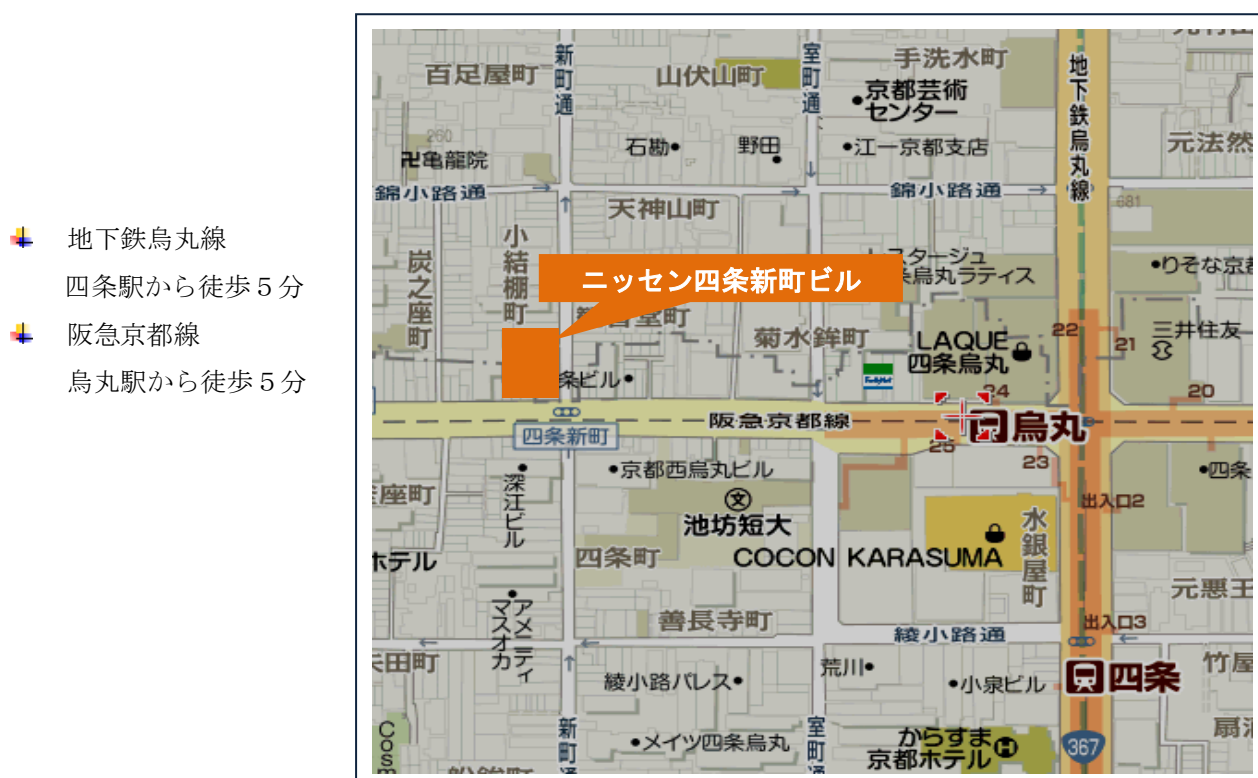 地下鉄烏丸線
四条駅から徒歩５分
阪急京都線
烏丸駅から徒歩５分
新町通
室町通
手洗水町
百足屋町
山伏山町
京都芸術
センター
地下鉄烏丸線
260
石勘
野田
江一京都支店
元法然
卍亀龍院
錦小路通
錦小路通
681
天神山町
小結棚町
炭之座町
スタージュ
烏丸ラティス
りそな京都
ニッセン四条新町ビル
菊水鉾町
LAQUE
四条烏丸
22
21
三井住友
FamilyMart
条ビル
24
20
阪急京都線
烏丸
四条新町
25
23
京都西烏丸ビル
四条
座町
深江ビル
池坊短大
出入口2
水銀屋町
ホテル
四条町
COCON KARASUMA
元悪王
アメニティ
マスオカ
善長寺町
綾小路通
出入口3
田町
荒川
竹屋
綾小路パレス
小泉ビル
四条
新町
室町
メイツ四条烏丸
からすま
京都ホテル
367
Cosm